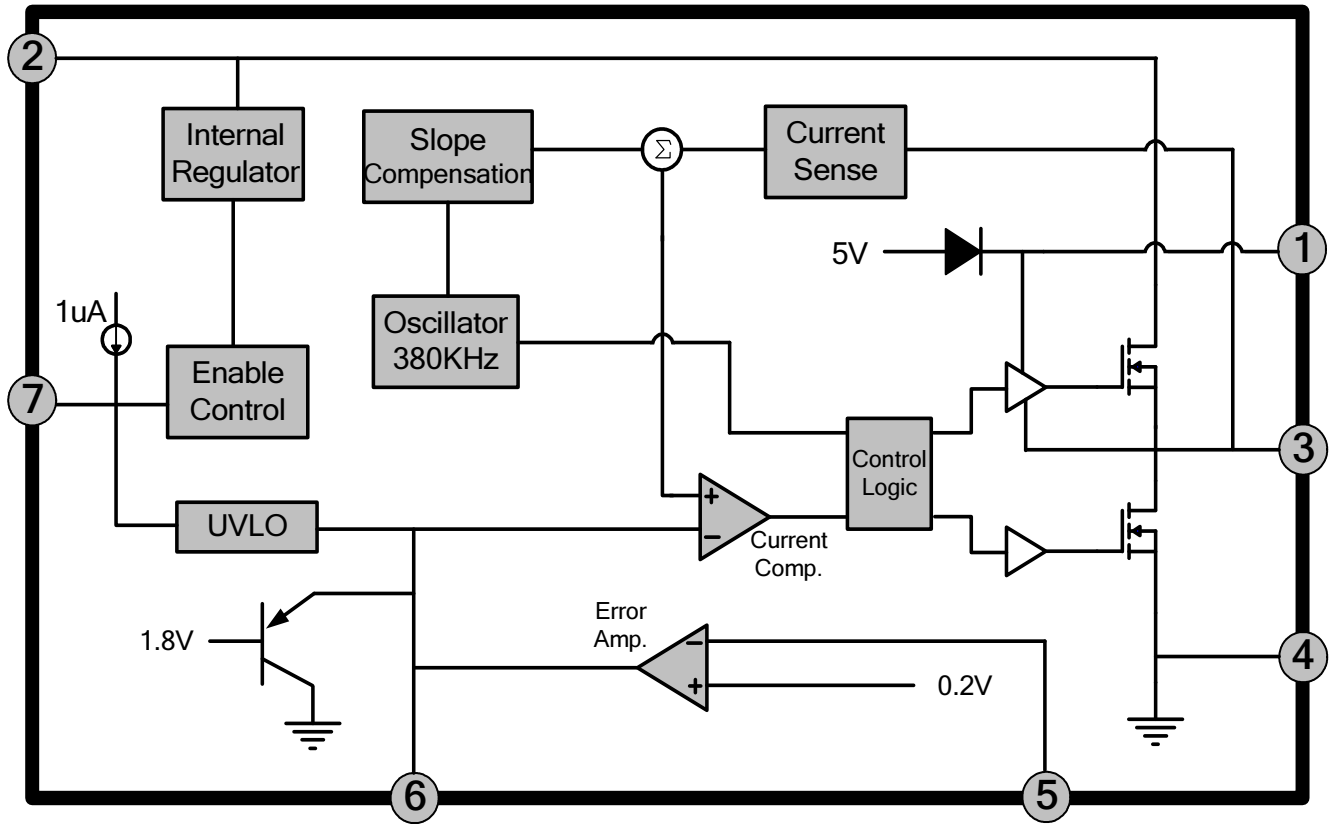 2
Internal
Regulator
Slope
Compensation
Σ
Current
Sense
5V
1
1uA
Oscillator
380KHz
Enable
Control
7
Control
Logic
3
UVLO
+
−
Current
Comp.
Error
Amp.
1.8V
−
+
0.2V
4
6
5